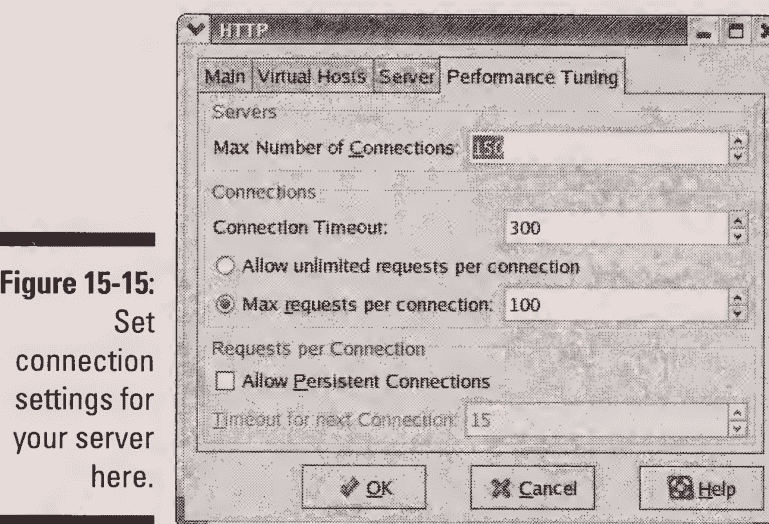 HTTP
Main Virtual Hosts Server Performance Tuning
Servers
Max Number of Connections: 150
Connections
Connection Timeout: 300
Allow unlimited requests per connection
Max requests per connection: 100
Requests per Connection
Allow Persistent Connections
Timeout for next Connection: 15
OK Cancel Help
Figure 15-15:
Set
connection
settings for
your server
here.